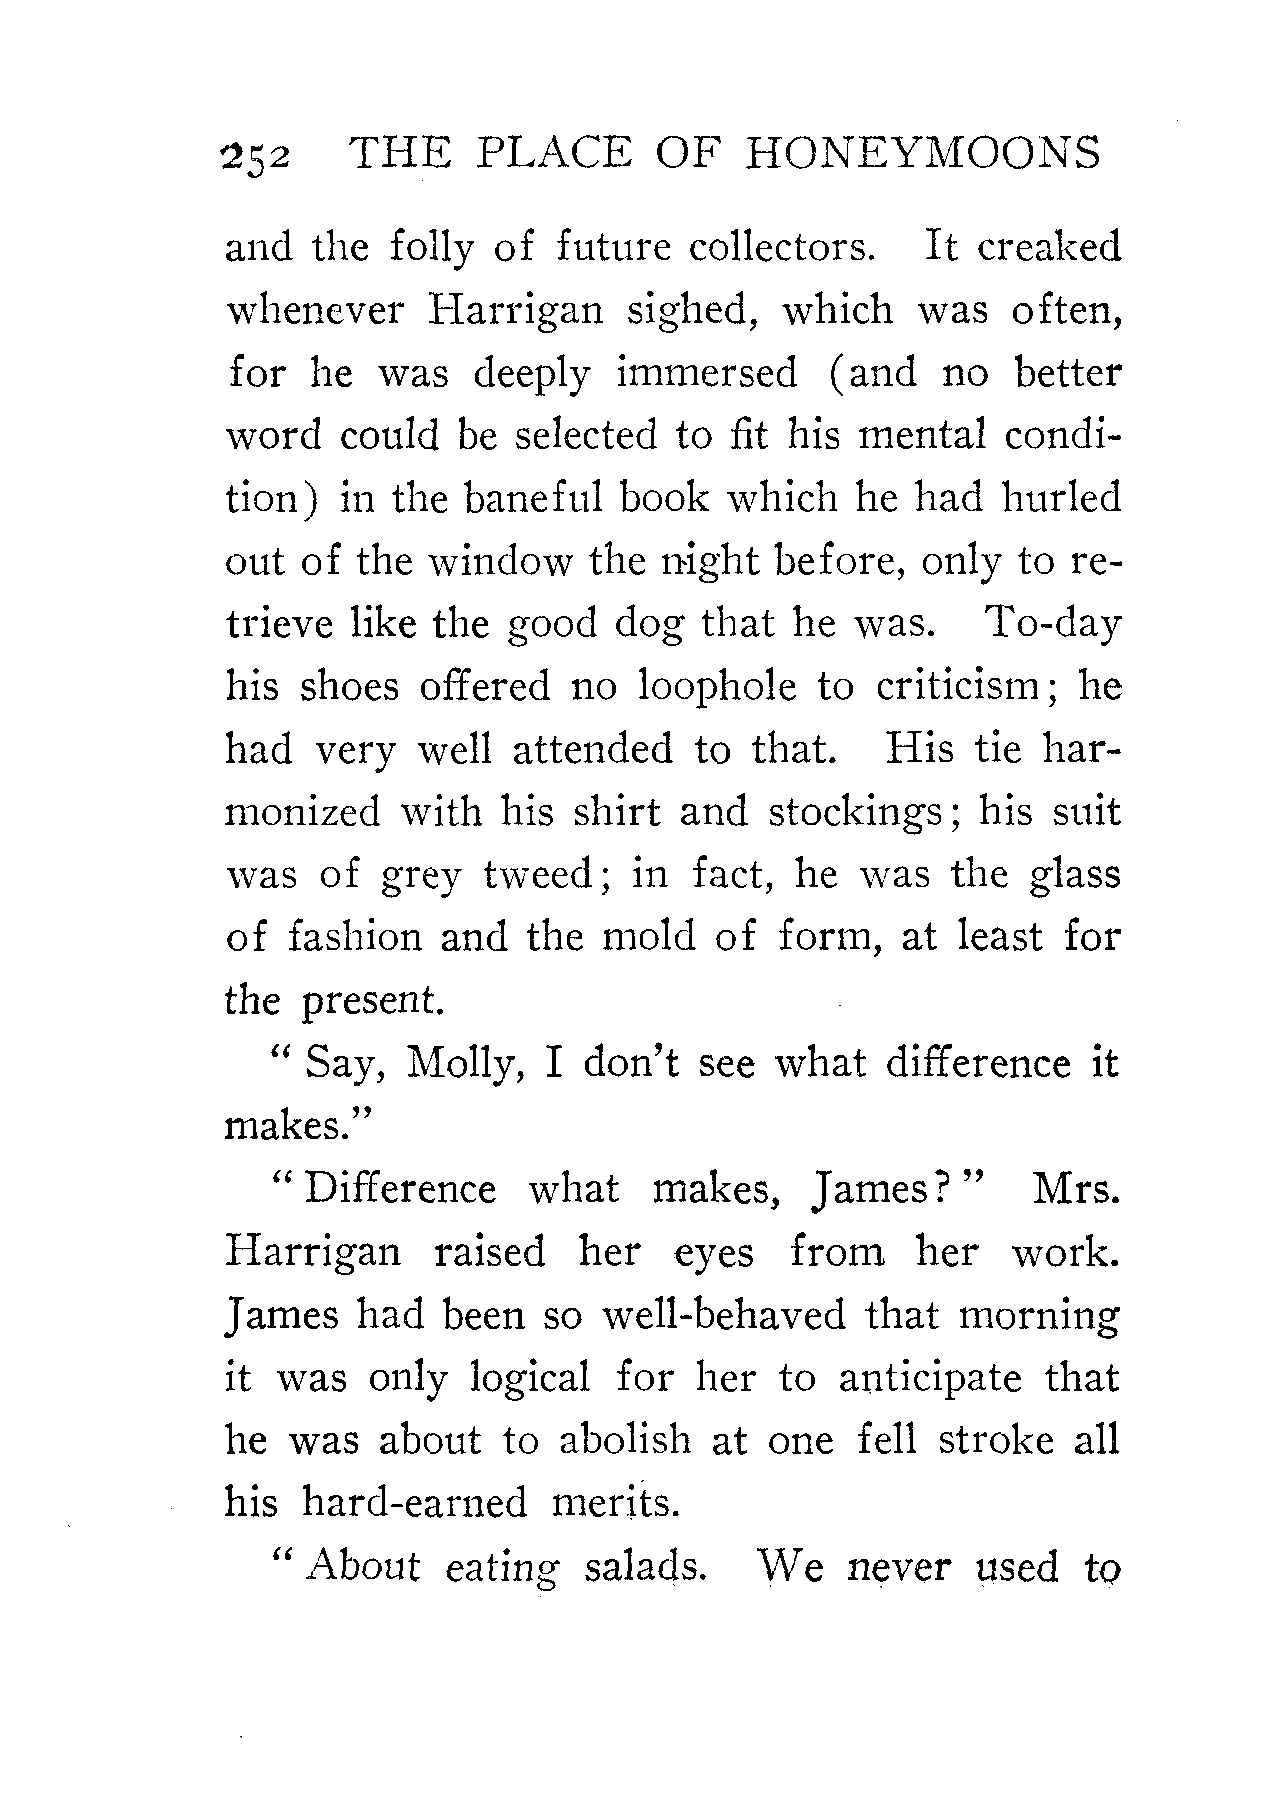 252 THE PLACE OF HONEYMOONS
and the folly of future collectors. It creaked
whenever Harrigan sighed, which was often,
for he was deeply immersed (and no better
word could be selected to fit his mental condi-
tion) in the baneful book which he had hurled
out of the window the night before, only to re-
trieve like the good dog that he was. To-day
his shoes offered no loophole to criticism; he
had very well attended to that. His tie har-
monized with his shirt and stockings; his suit
was of grey tweed; in fact, he was the glass
of fashion and the mold of form, at least for
the present.
" Say, Molly, I don't see what difference it
makes."
" Difference what makes, James? " Mrs.
Harrigan raised her eyes from her work.
James had been so well-behaved that morning
it was only logical for her to anticipate that
he was about to abolish at one fell stroke all
his hard-earned merits.
" About eating salads. We never used to